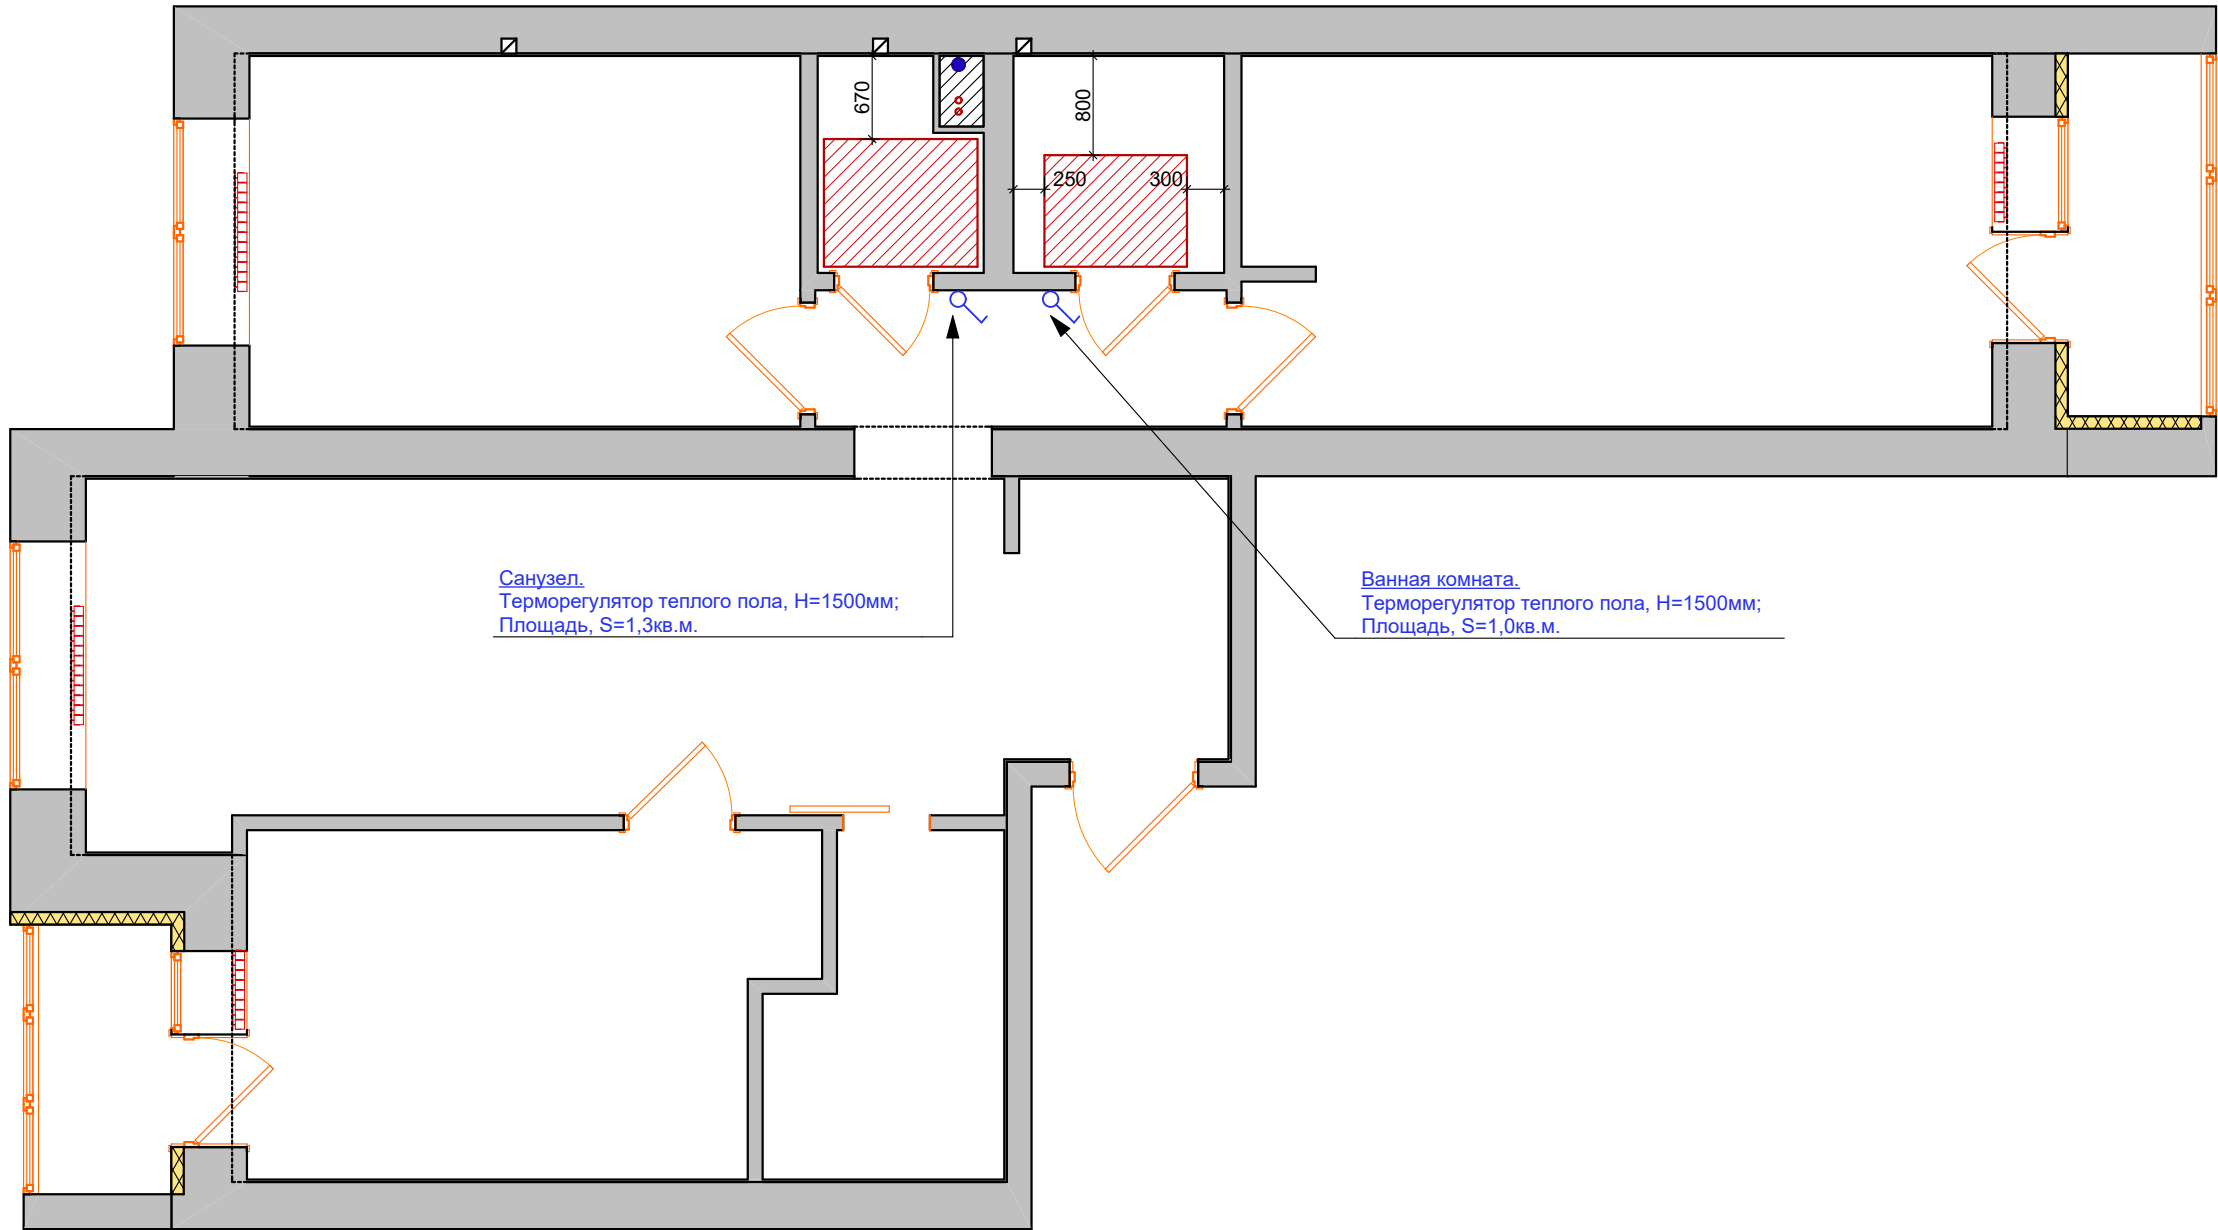 670
800
250
300
Санузел.
Терморегулятор теплого пола, Н=1500мм;
Площадь, S=1,3кв.м.
Ванная комната.
Терморегулятор теплого пола, Н=1500мм;
Площадь, S=1,0кв.м.